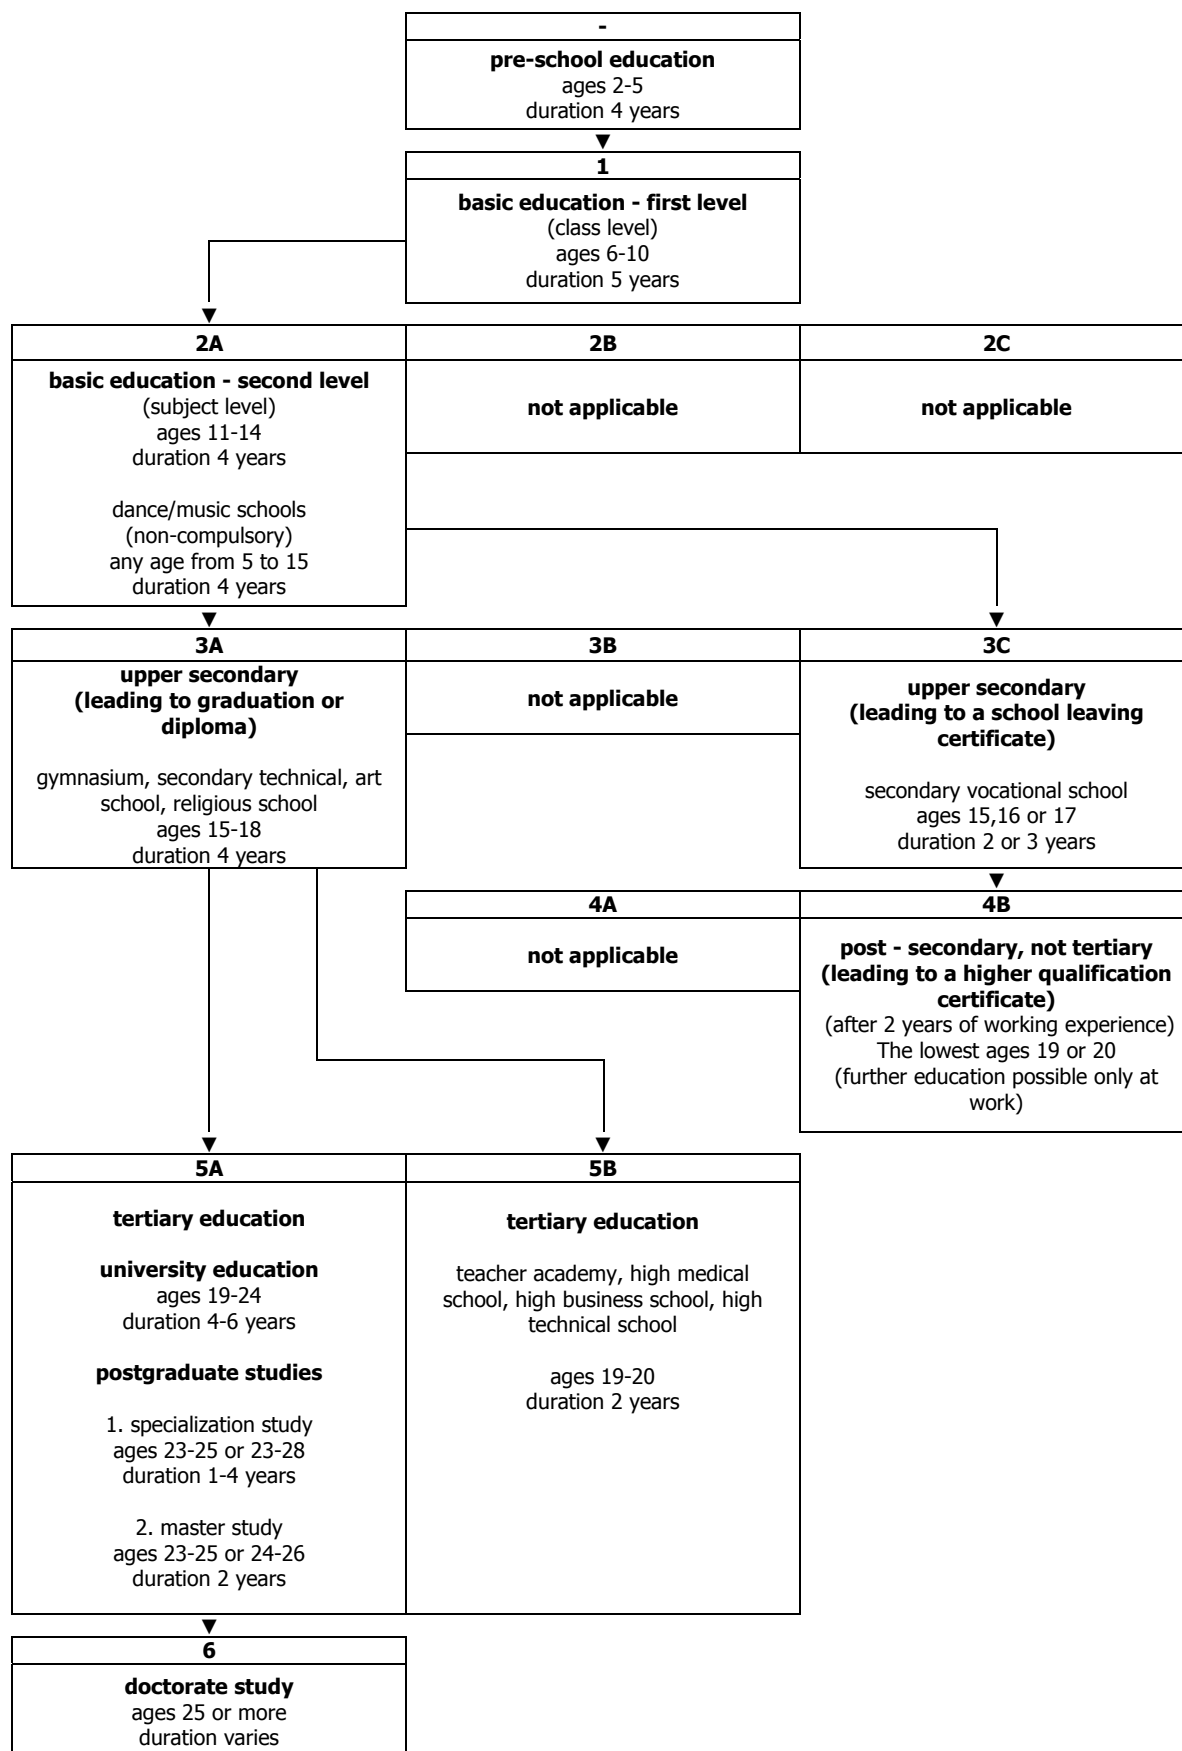 -
pre-school education
ages 2-5
duration 4 years
▼
1
basic education - first level
(class level)
ages 6-10
duration 5 years
▼
2A
basic education - second level
(subject level)
ages 11-14
duration 4 years
dance/music schools
(non-compulsory)
any age from 5 to 15
duration 4 years
2B
not applicable
2C
not applicable
▼
▼
3A
upper secondary
(leading to graduation or
diploma)
gymnasium, secondary technical, art
school, religious school
ages 15-18
duration 4 years
3B
not applicable
3C
upper secondary
(leading to a school leaving
certificate)
secondary vocational school
ages 15,16 or 17
duration 2 or 3 years
▼
4A
not applicable
4B
post - secondary, not tertiary
(leading to a higher qualification
certificate)
(after 2 years of working experience)
The lowest ages 19 or 20
(further education possible only at
work)
▼
▼
5A
tertiary education
university education
ages 19-24
duration 4-6 years
postgraduate studies
1. specialization study
ages 23-25 or 23-28
duration 1-4 years
2. master study
ages 23-25 or 24-26
duration 2 years
5B
tertiary education
teacher academy, high medical
school, high business school, high
technical school
ages 19-20
duration 2 years
▼
6
doctorate study
ages 25 or more
duration varies